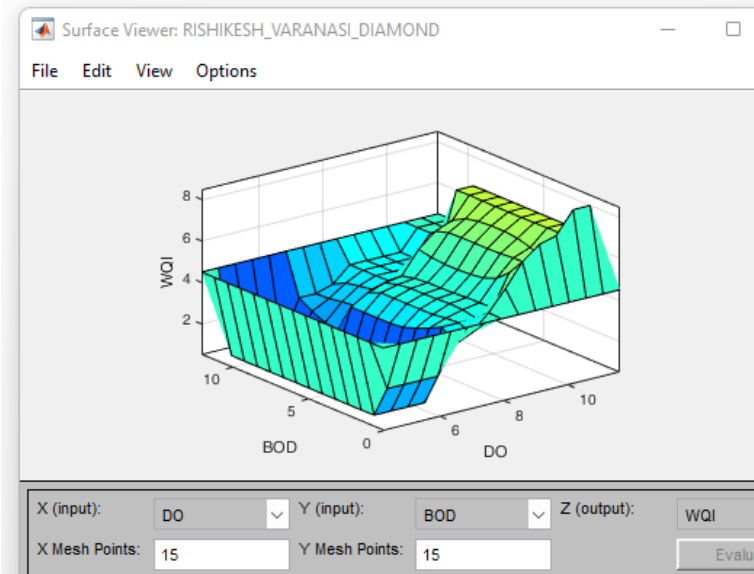 Surface Viewer: RISHIKESH_VARANASI_DIAMOND
File Edit View Options
8
6
4
2
WQI
10
5
0
BOD
6
8
10
DO
X (input): DO Y (input): BOD Z (output): WQI
X Mesh Points: 15 Y Mesh Points: 15 Evalu